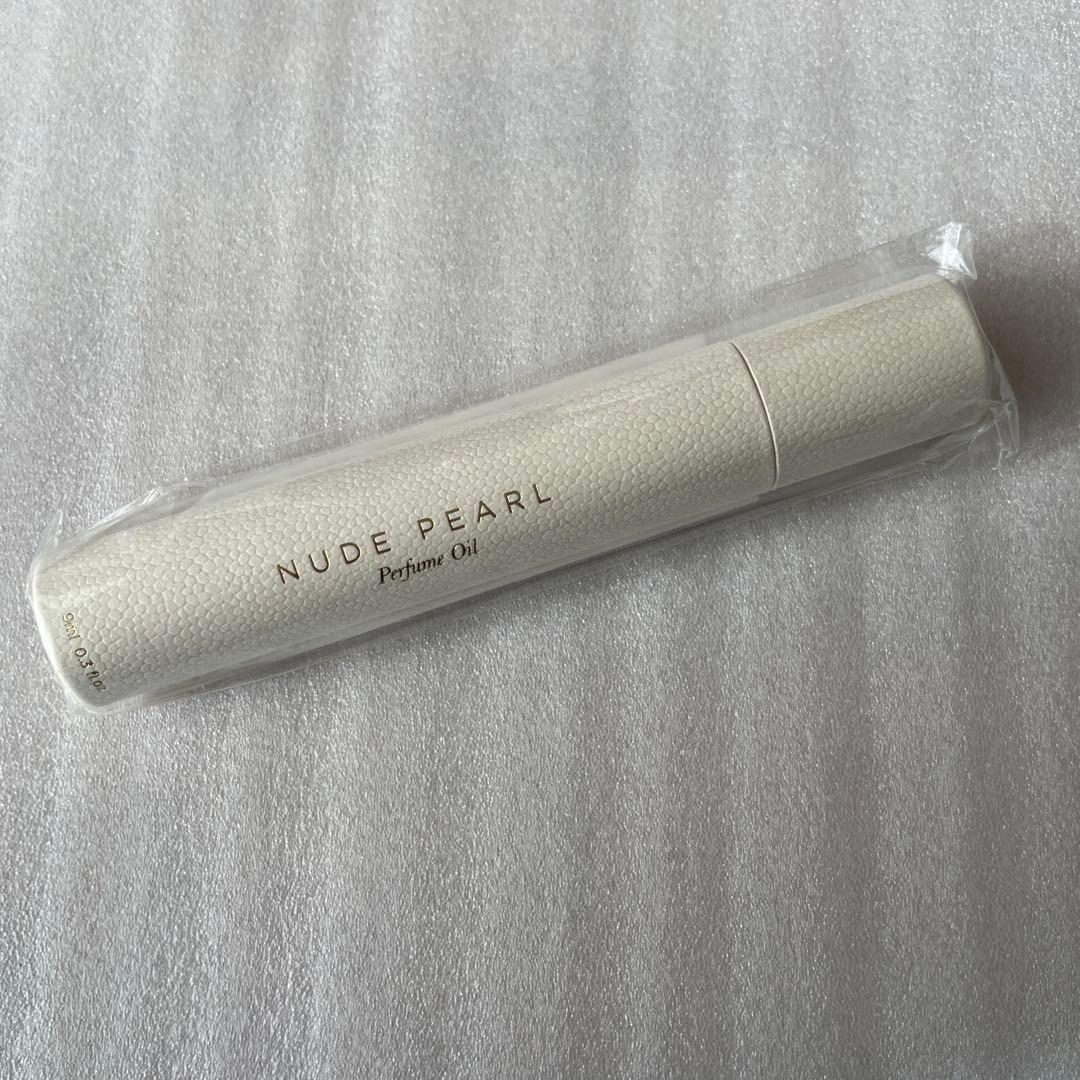 NUDE PEARL
Perfume Oil
9ml 0.3 fl.oz